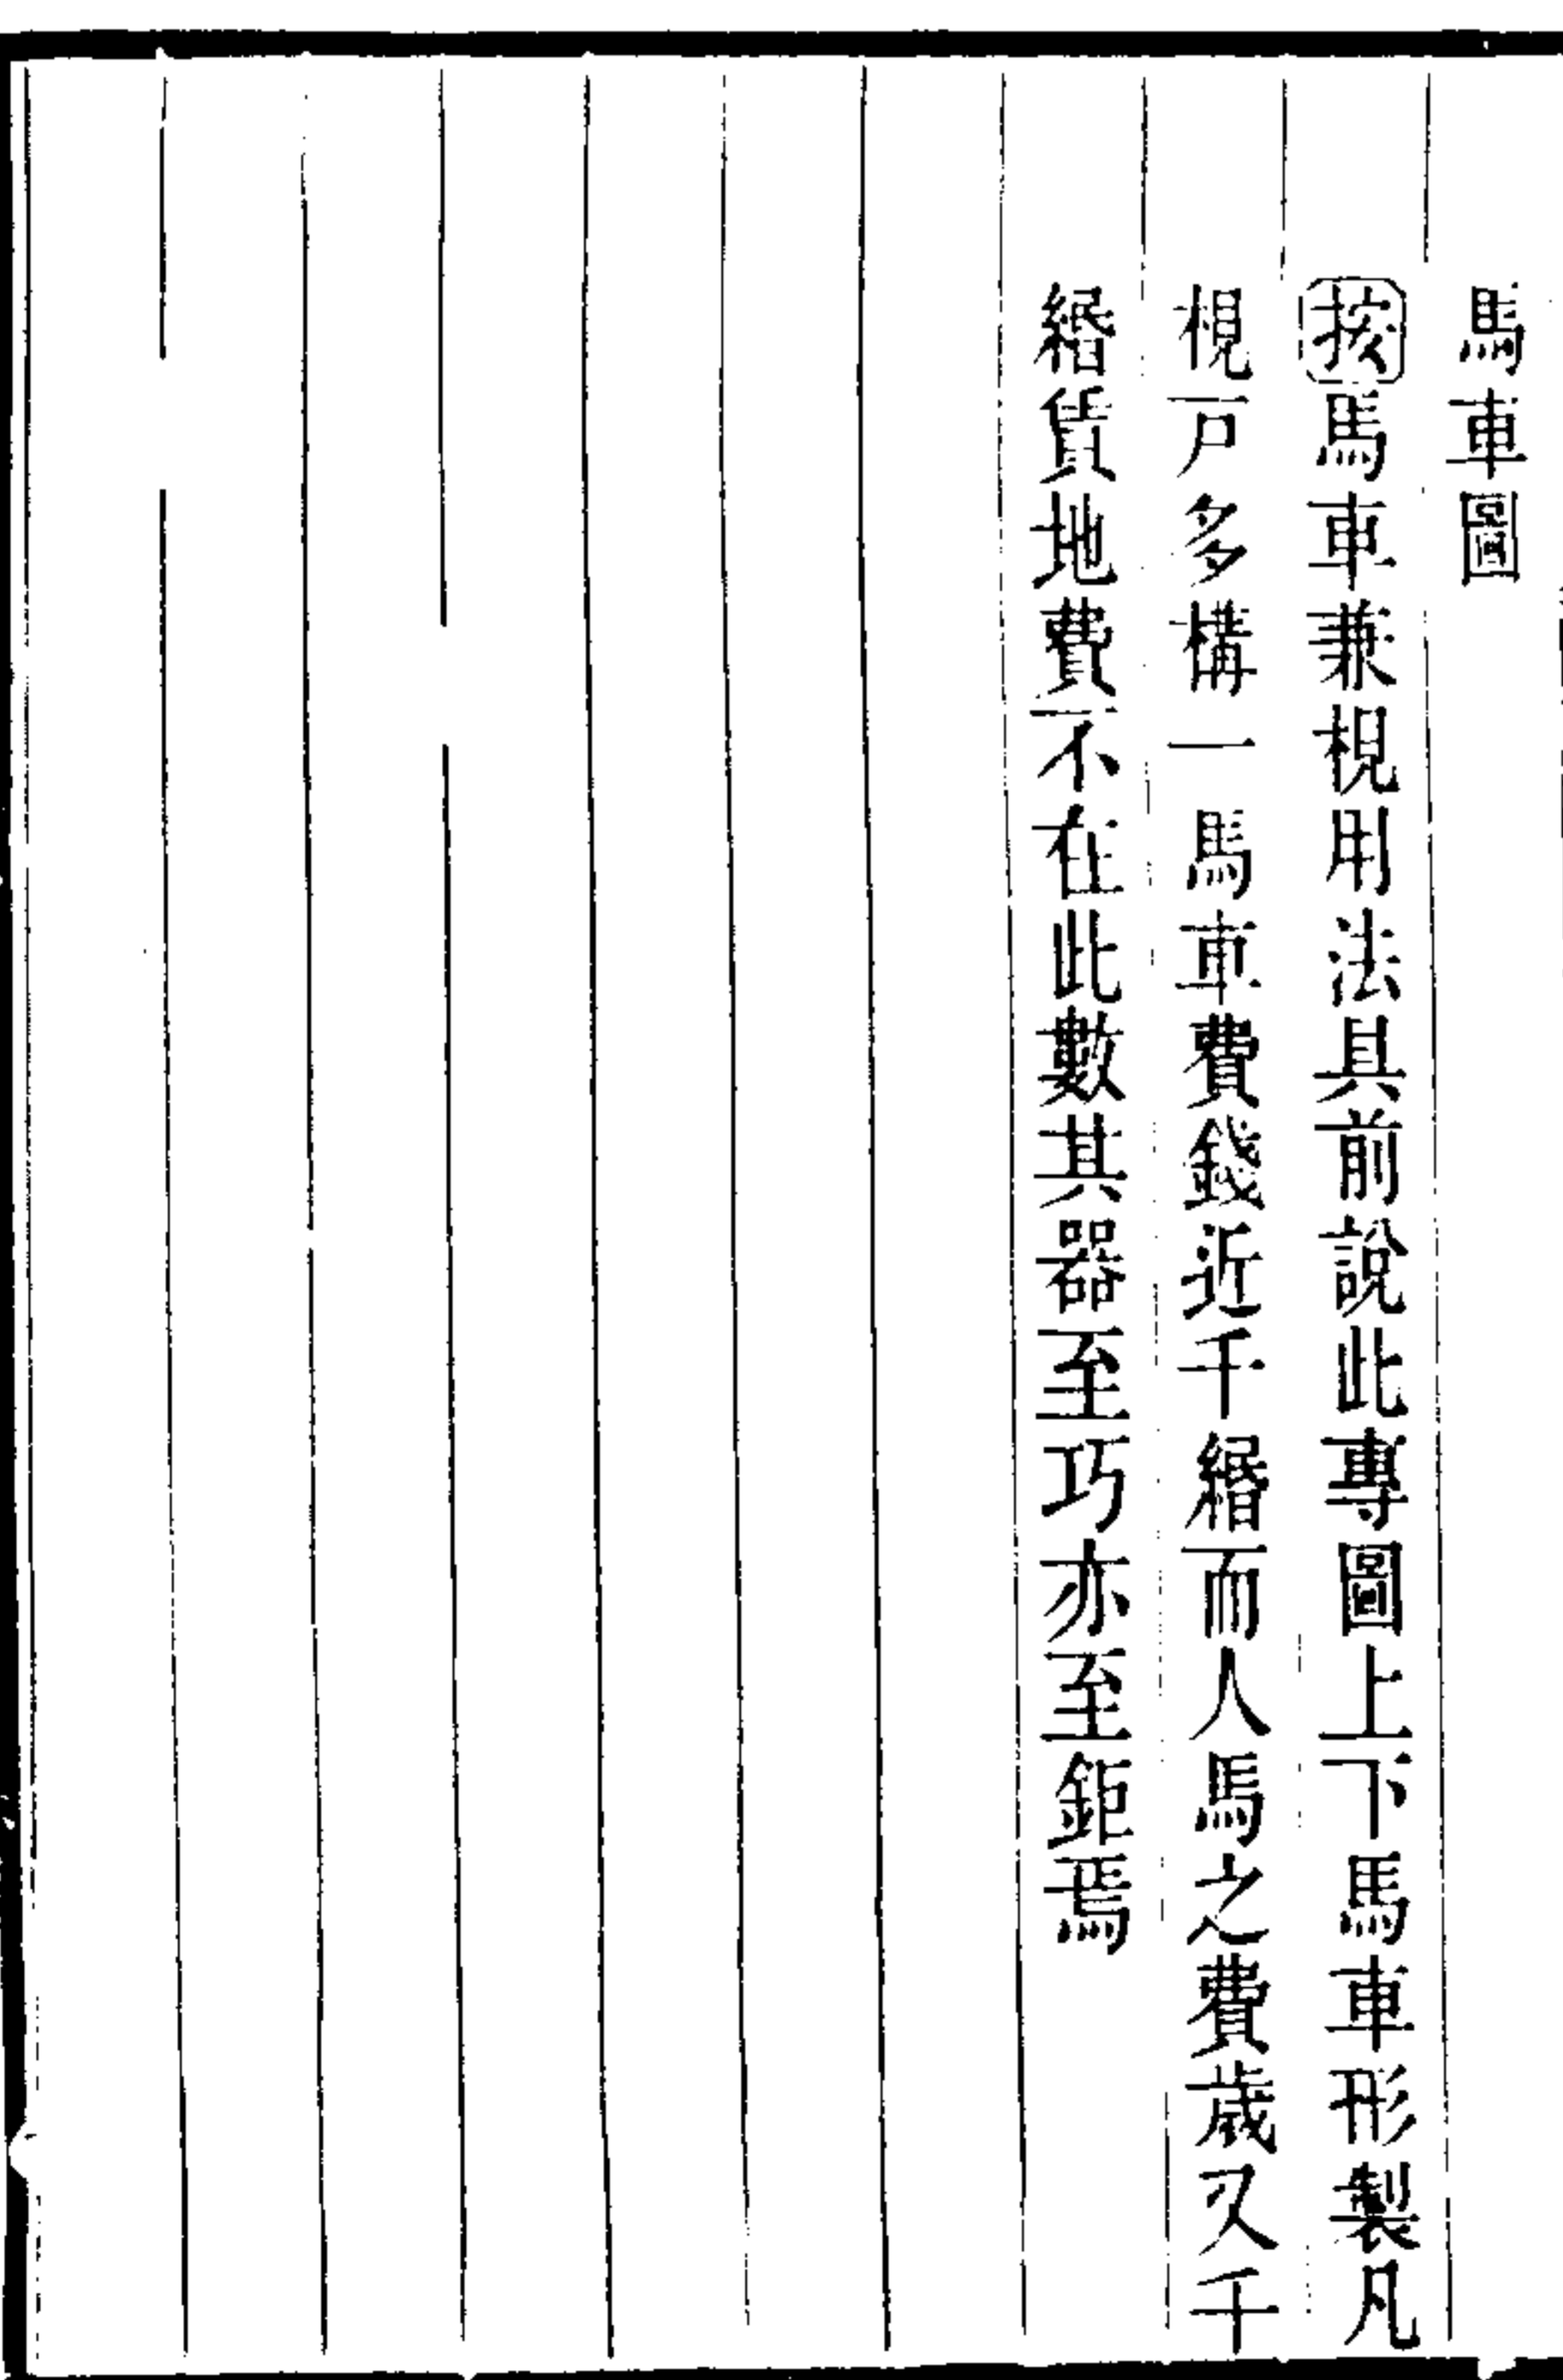 馬車圖
按馬車兼梘用法具前說此專圖上下馬車形製凡
梘戸多構一馬車費錢近千緡而人馬之費歲又千
緡賃地費不在此數其器至巧亦至鉅焉